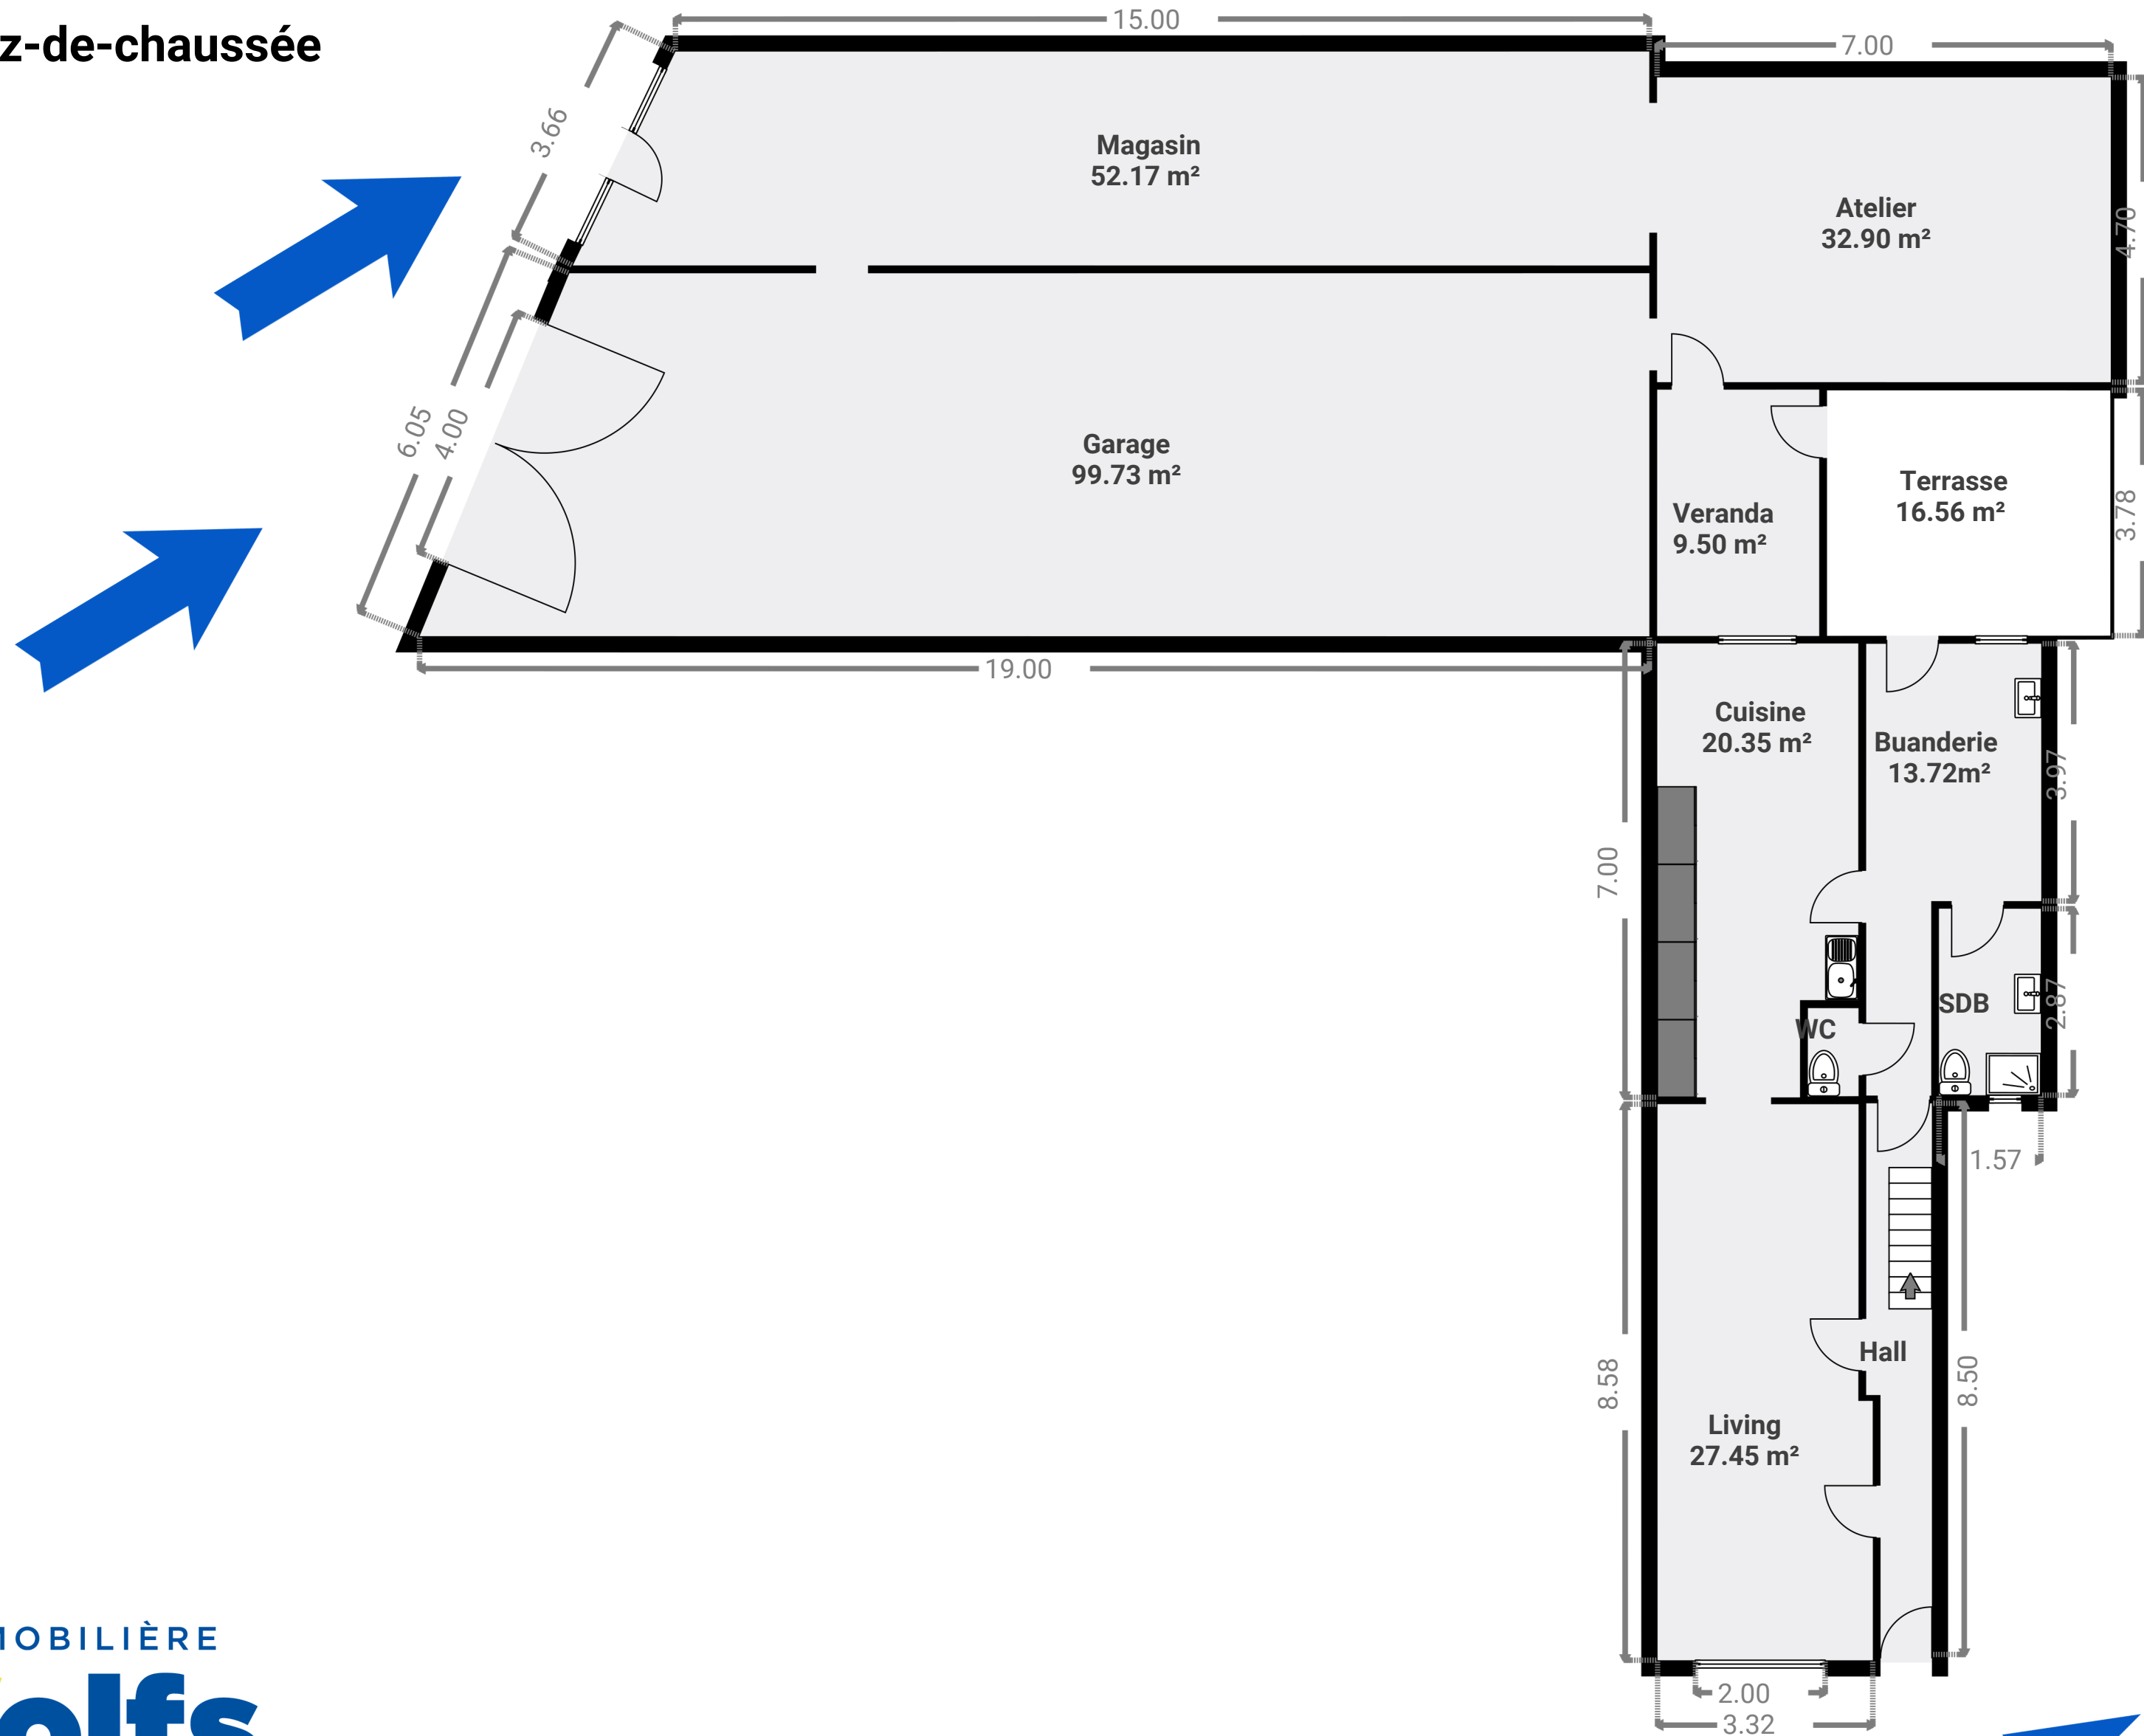 z-de-chaussée
15.00
7.00
3.66
Magasin
52.17 m²
Atelier
32.90 m²
4.70
6.05
4.00
Garage
99.73 m²
Veranda
9.50 m²
Terrasse
16.56 m²
3.78
19.00
Cuisine
20.35 m²
Buanderie
13.72m²
3.97
7.00
WC
SDB
2.87
1.57
Hall
8.58
8.50
Living
27.45 m²
2.00
3.32
MOBILIÈRE
olfs